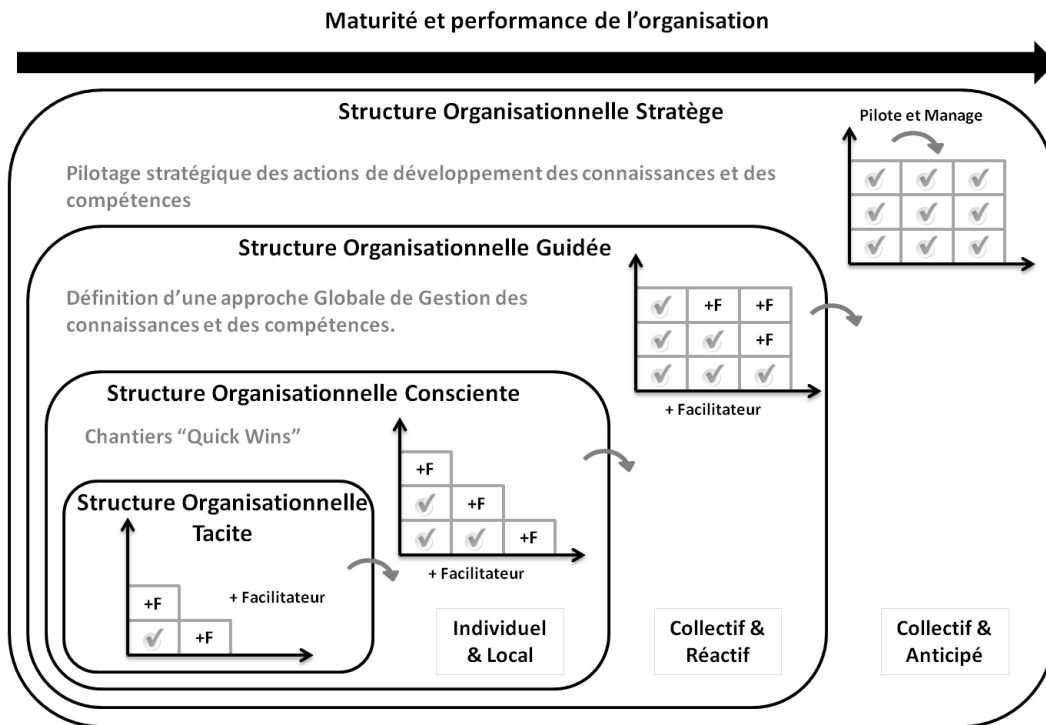 Maturité et performance de l’organisation
Structure Organisationnelle Stratège
Pilote et Manage
Pilotage stratégique des actions de développement des connaissances et des
compétences
Structure Organisationnelle Guidée
Définition d’une approche Globale de Gestion des
connaissances et des compétences.
+F +F
+F
+ Facilitateur
Structure Organisationnelle Consciente
Chantiers “Quick Wins”
+F
+F
+F
+ Facilitateur
Structure Organisationnelle
Tacite
+F
+F
+ Facilitateur
Individuel
& Local
Collectif &
Réactif
Collectif &
Anticipé